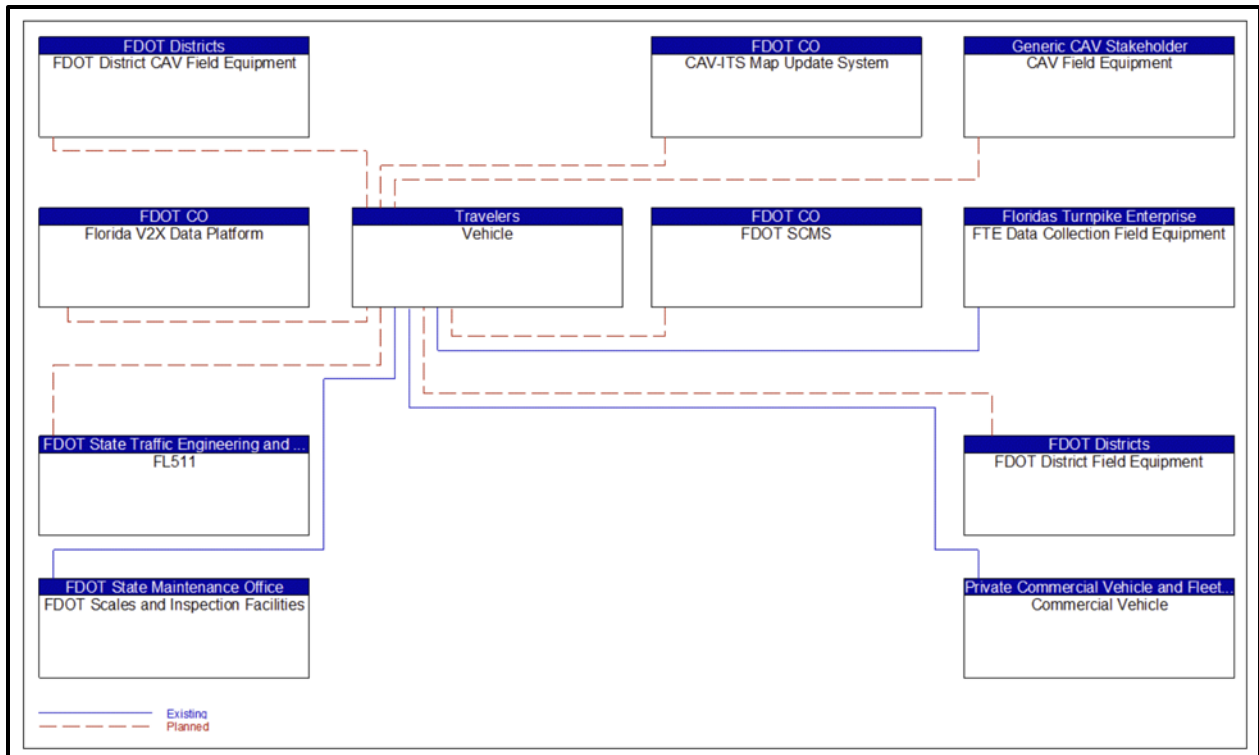 FDOT Districts
FDOT District CAV Field Equipment
FDOT CO
CAV-ITS Map Update System
Generic CAV Stakeholder
CAV Field Equipment
FDOT CO
Florida V2X Data Platform
Travelers
Vehicle
FDOT CO
FDOT SCMS
Floridas Turnpike Enterprise
FTE Data Collection Field Equipment
FDOT State Traffic Engineering and ...
FL511
FDOT Districts
FDOT District Field Equipment
FDOT State Maintenance Office
FDOT Scales and Inspection Facilities
Private Commercial Vehicle and Fleet...
Commercial Vehicle
Existing
Planned